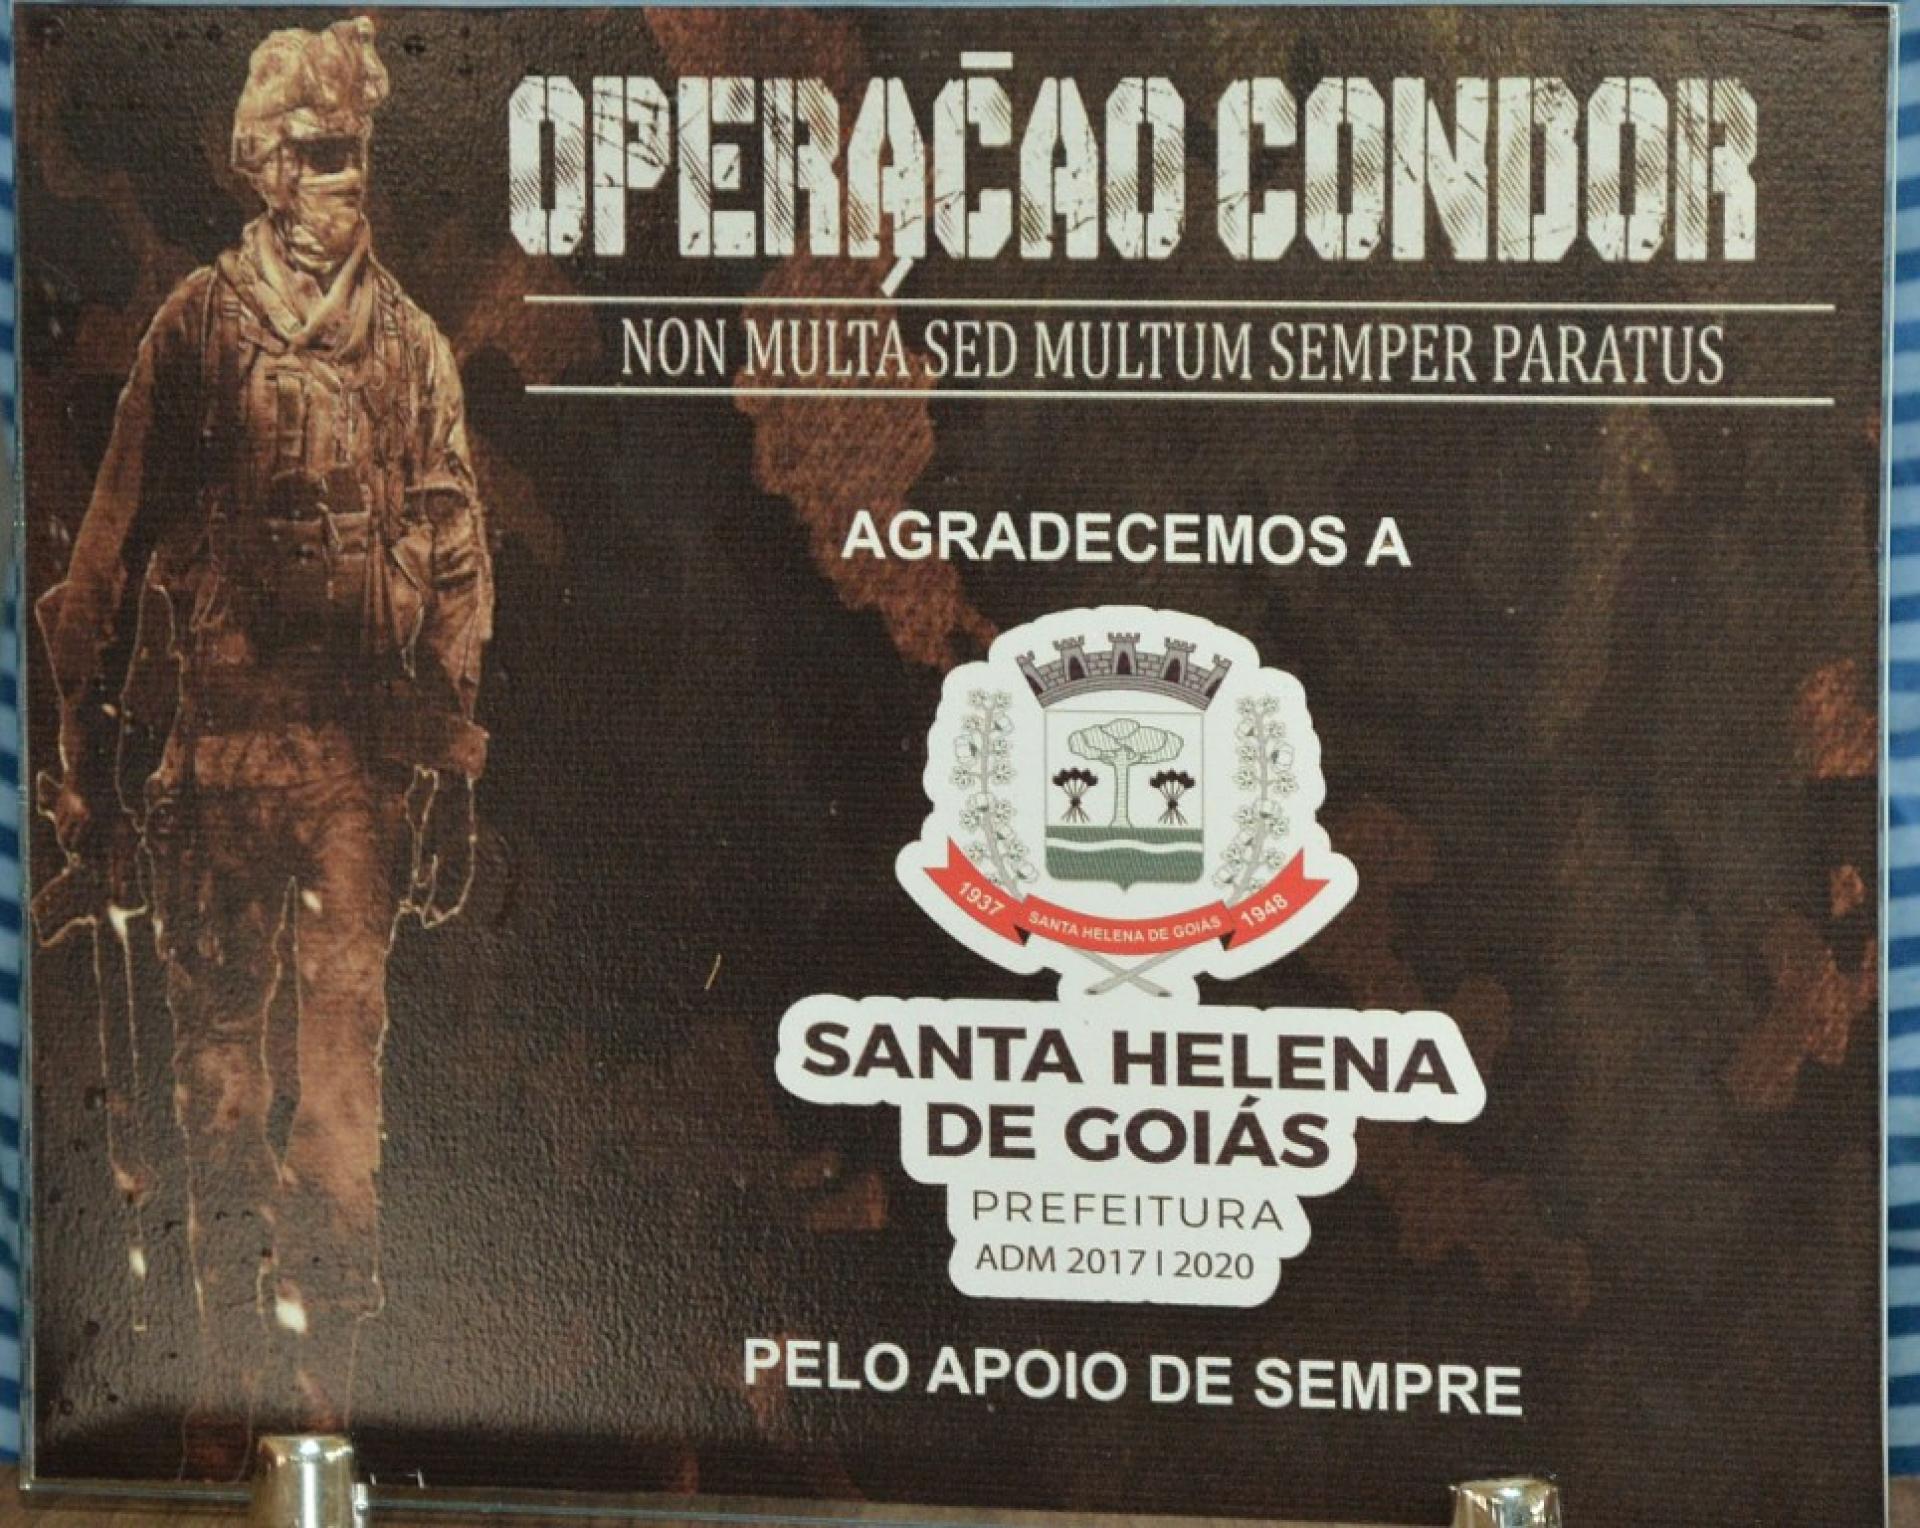 OPERAÇÃO CONDOR
NON MULTA SED MULTUM SEMPER PARATUS
AGRADECEMOS A
1937 SANTA HELENA DE GOIÁS 1948
SANTA HELENA
DE GOIÁS
PREFEITURA
ADM 2017 | 2020
PELO APOIO DE SEMPRE